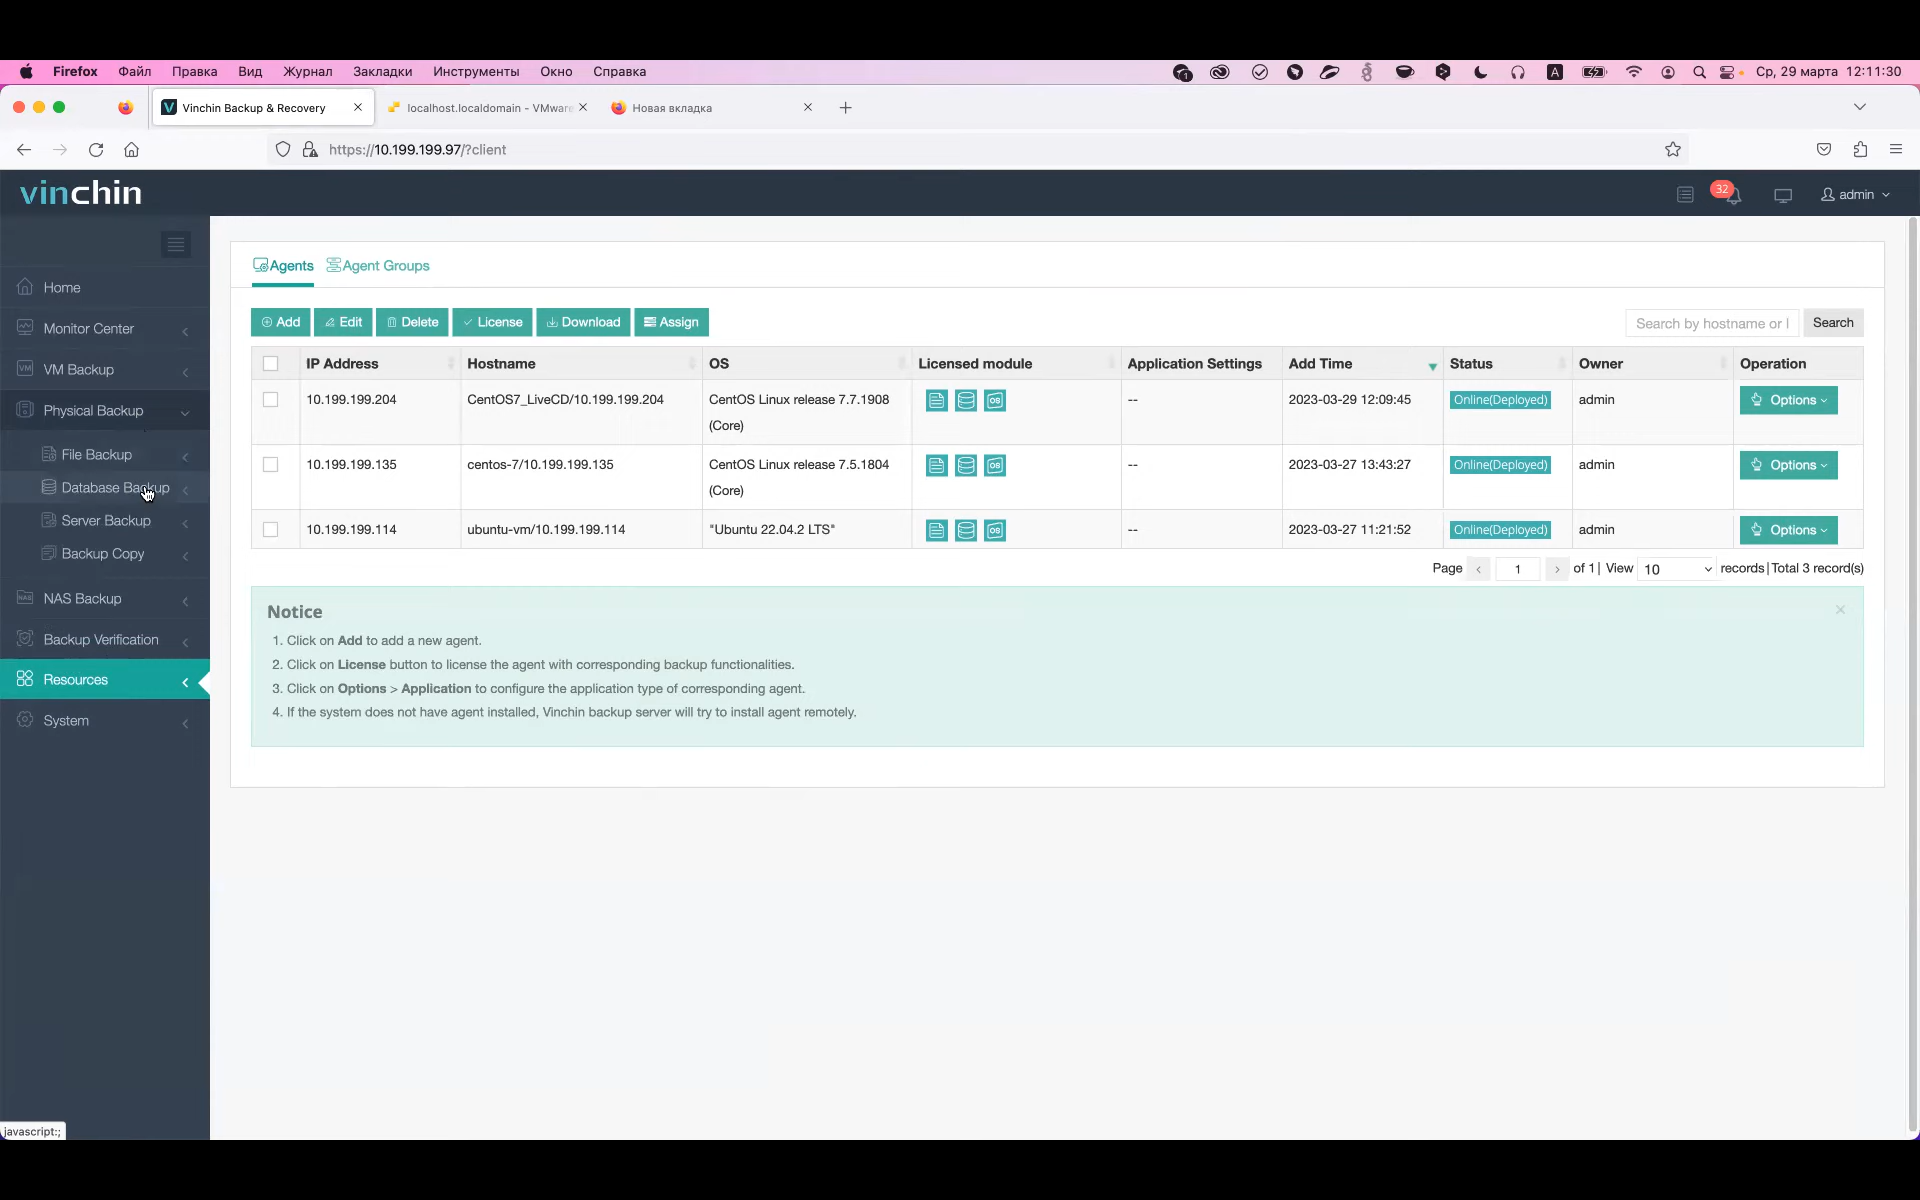 Firefox Файл Правка Вид Журнал Закладки Инструменты Окно Справка
1 A Ср, 29 марта 12:11:30
Vinchin Backup & Recovery
localhost.localdomain - VMware
Новая вкладка
https://10.199.199.97/?client
vinchin
32
admin
Home
Monitor Center
VM VM Backup
Physical Backup
File Backup
Database Backup
Server Backup
Backup Copy
NAS NAS Backup
Backup Verification
Resources
System
Agents Agent Groups
Add Edit Delete License Download Assign
Search
IP Address Hostname OS Licensed module Application Settings Add Time Status Owner Operation
10.199.199.204 CentOS7_LiveCD/10.199.199.204 CentOS Linux release 7.7.1908 OS -- 2023-03-29 12:09:45 Online(Deployed) admin Options
(Core)
10.199.199.135 centos-7/10.199.199.135 CentOS Linux release 7.5.1804 OS -- 2023-03-27 13:43:27 Online(Deployed) admin Options
(Core)
10.199.199.114 ubuntu-vm/10.199.199.114 "Ubuntu 22.04.2 LTS" OS -- 2023-03-27 11:21:52 Online(Deployed) admin Options
Search by hostname or
Page 1 of 1 | View 10 records | Total 3 record(s)
Notice
1. Click on Add to add a new agent.
2. Click on License button to license the agent with corresponding backup functionalities.
3. Click on Options > Application to configure the application type of corresponding agent.
4. If the system does not have agent installed, Vinchin backup server will try to install agent remotely.
javascript:;